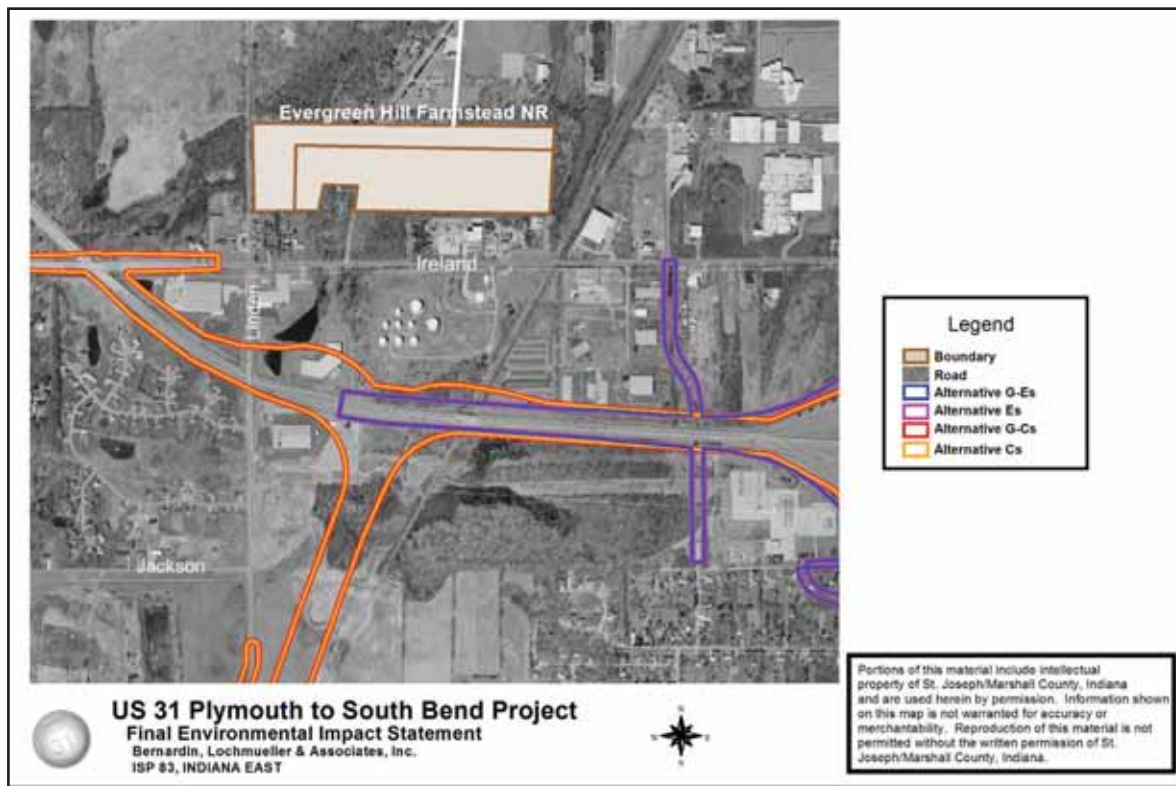 Evergreen Hill Farmstead NR
Ireland
Linden
Jackson
Legend
Boundary
Road
Alternative G-Es
Alternative Es
Alternative G-Cs
Alternative Cs
US 31 Plymouth to South Bend Project
Final Environmental Impact Statement
Bernardin, Lochmueller & Associates, Inc.
ISP 83, INDIANA EAST
Portions of this material include intellectual
property of St. Joseph/Marshall County, Indiana
and are used herein by permission. Information shown
on this map is not warranted for accuracy or
merchantability. Reproduction of this material is not
permitted without the written permission of St.
Joseph/Marshall County, Indiana.